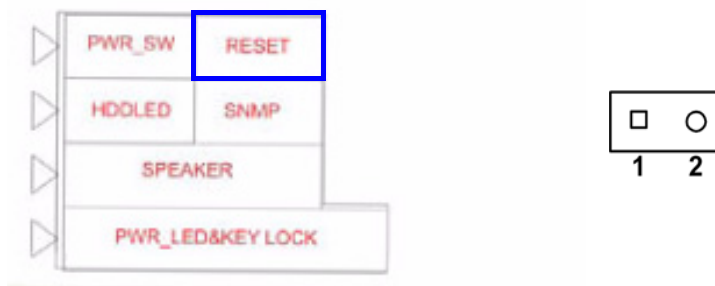 PWR_SW RESET
HDDLED SNMP
SPEAKER
PWR_LED&KEY LOCK
1 2